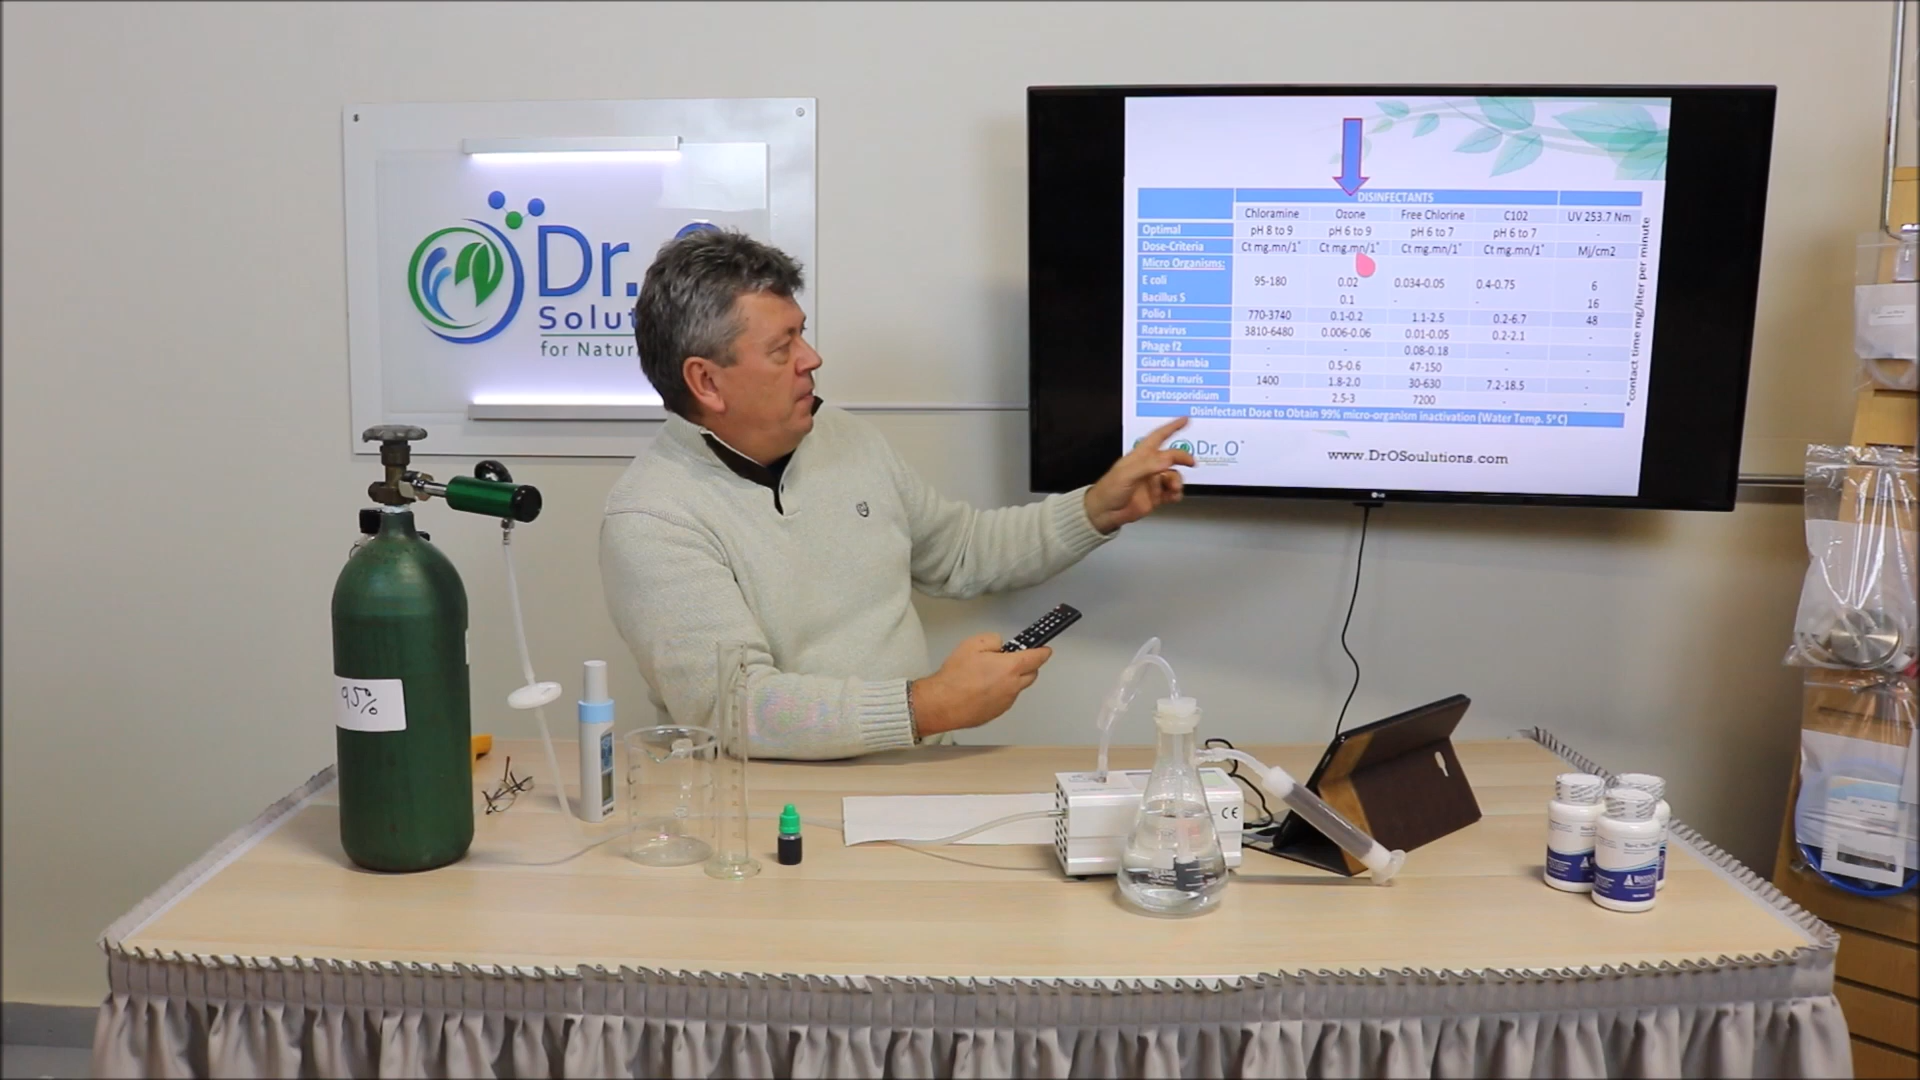 Dr. O
Solut
for Natur
DISINFECTANTS
Chloramine Ozone Free Chlorine C102 UV 253.7 Nm
Optimal pH 8 to 9 pH 6 to 9 pH 6 to 7 pH 6 to 7 -
Dose-Criteria Ct mg.mn/1* Ct mg.mn/1* Ct mg.mn/1* Ct mg.mn/1* Mj/cm2
Micro Organisms:
E coli 95-180 0.02 0.034-0.05 0.4-0.75 6
Bacillus S 0.1 - - 16
Polio I 770-3740 0.1-0.2 1.1-2.5 0.2-6.7 48
Rotavirus 3810-6480 0.006-0.06 0.01-0.05 0.2-2.1 -
Phage f2 - - 0.08-0.18 - -
Giardia lambia - 0.5-0.6 47-150 - -
Giardia muris 1400 1.8-2.0 30-630 7.2-18.5 -
Cryptosporidium - 2.5-3 7200 - -
Disinfectant Dose to Obtain 99% micro-organism inactivation (Water Temp. 5º C)
*contact time mg/liter per minute
Dr. O
www.DrOSoulutions.com
LG
95%
CE